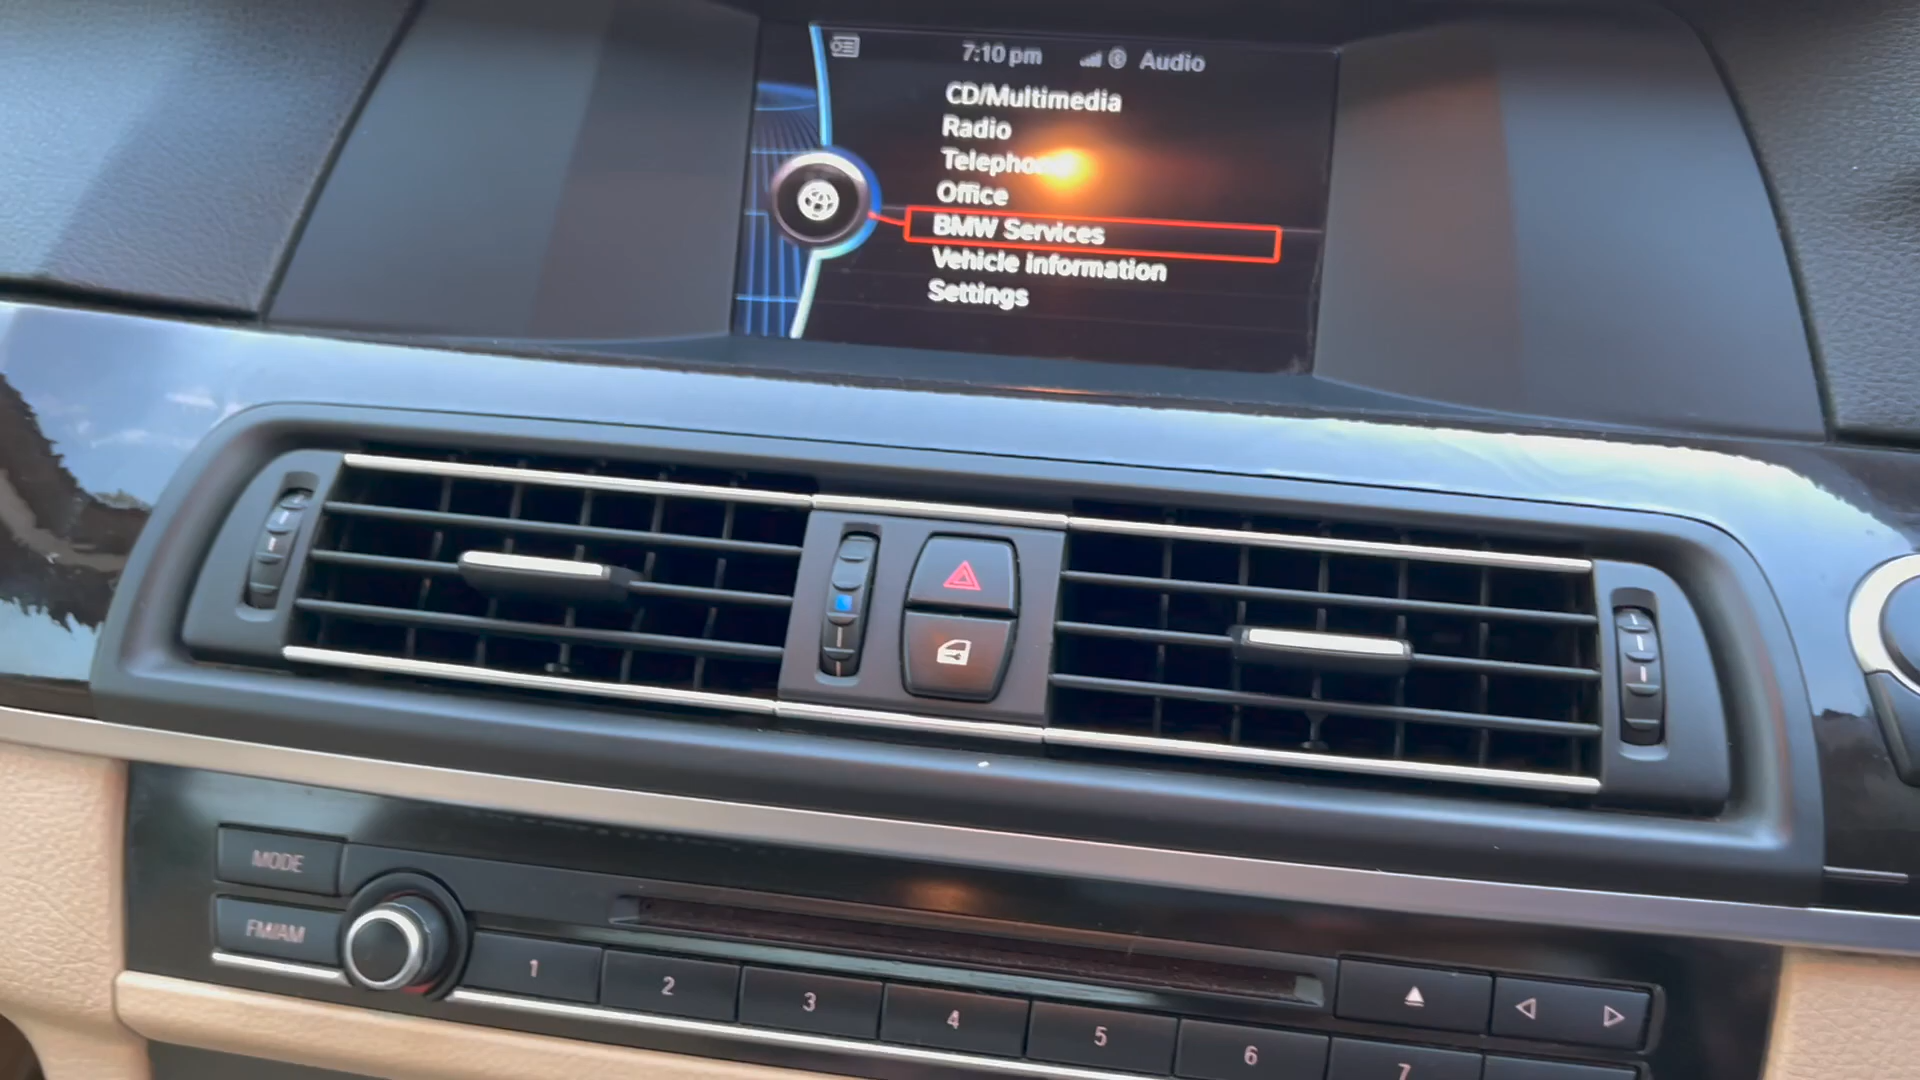 7:10 pm Audio
CD/Multimedia
Radio
Telephone
Office
BMW Services
Vehicle information
Settings
MODE
FM/AM
1 2 3 4 5 6 7